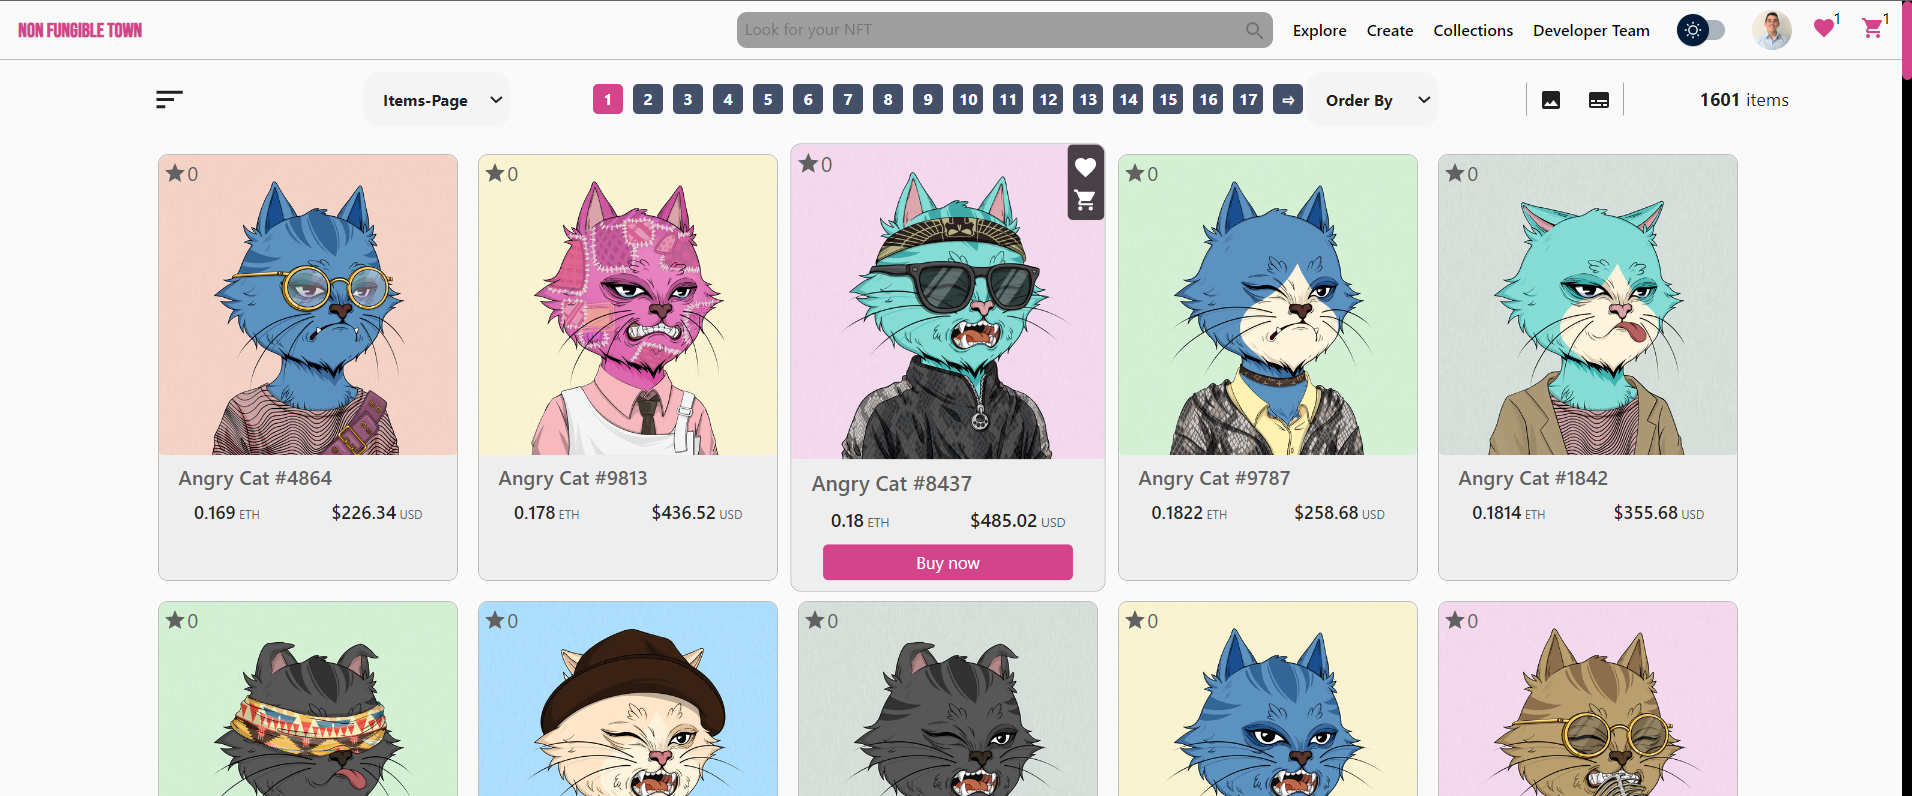 NON FUNGIBLE TOWN
Look for your NFT
Explore Create Collections Developer Team 1 1
Items-Page 1 2 3 4 5 6 7 8 9 10 11 12 13 14 15 16 17 Order By 1601 items
0 0 0 0 0
Angry Cat #4864
0.169 ETH $226.34 USD
Angry Cat #9813
0.178 ETH $436.52 USD
Angry Cat #8437
0.18 ETH $485.02 USD
Buy now
Angry Cat #9787
0.1822 ETH $258.68 USD
Angry Cat #1842
0.1814 ETH $355.68 USD
0 0 0 0 0